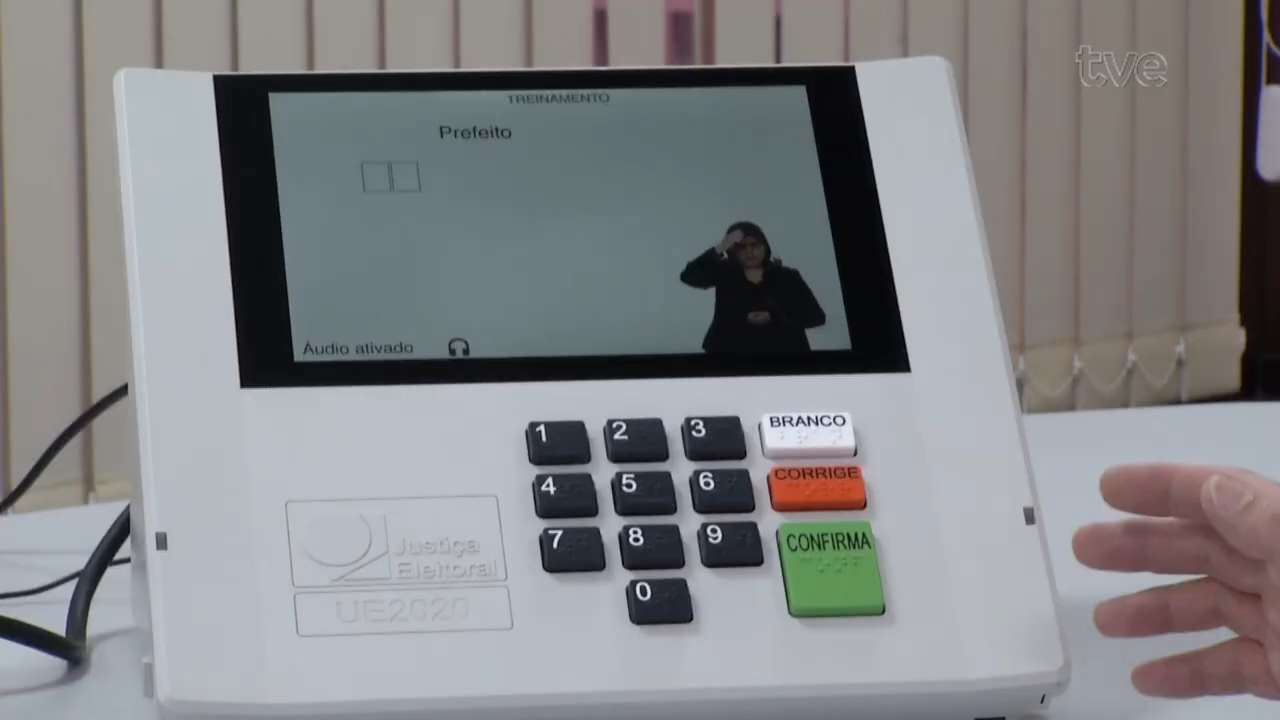 tve
TREINAMENTO
Prefeito
Áudio ativado
1 2 3 BRANCO
4 5 6 CORRIGE
7 8 9 CONFIRMA
0
Justiça
Eleitoral
UE2020